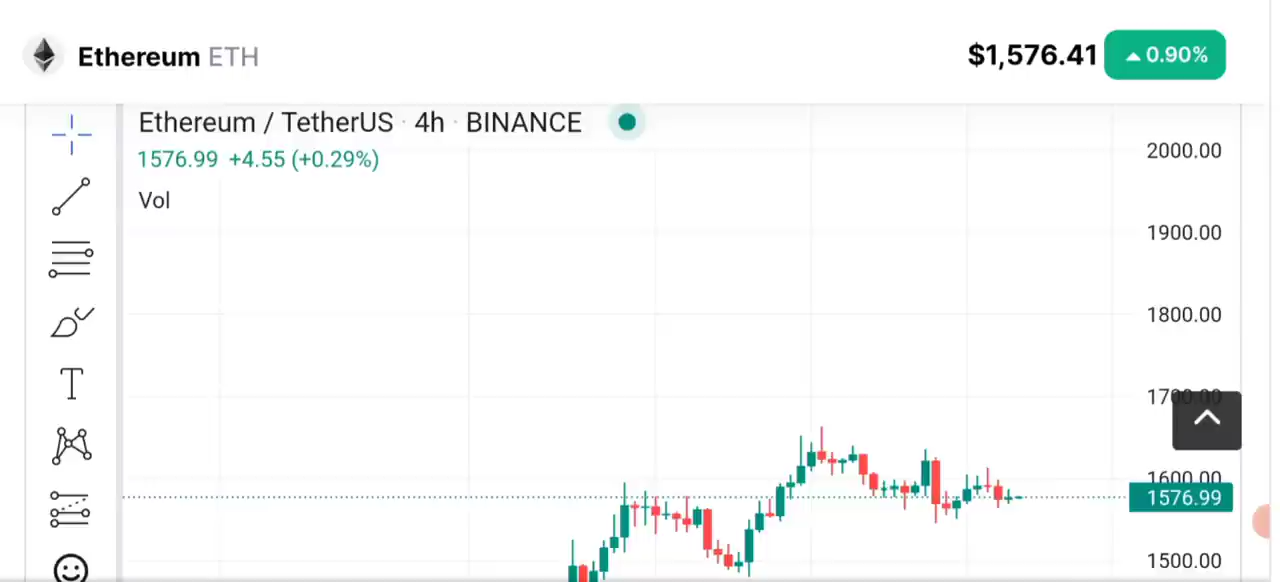 Ethereum ETH
$1,576.41 ▲ 0.90%
Ethereum / TetherUS · 4h · BINANCE
1576.99 +4.55 (+0.29%)
Vol
2000.00
1900.00
1800.00
1700.00
1600.00
1576.99
1500.00
T